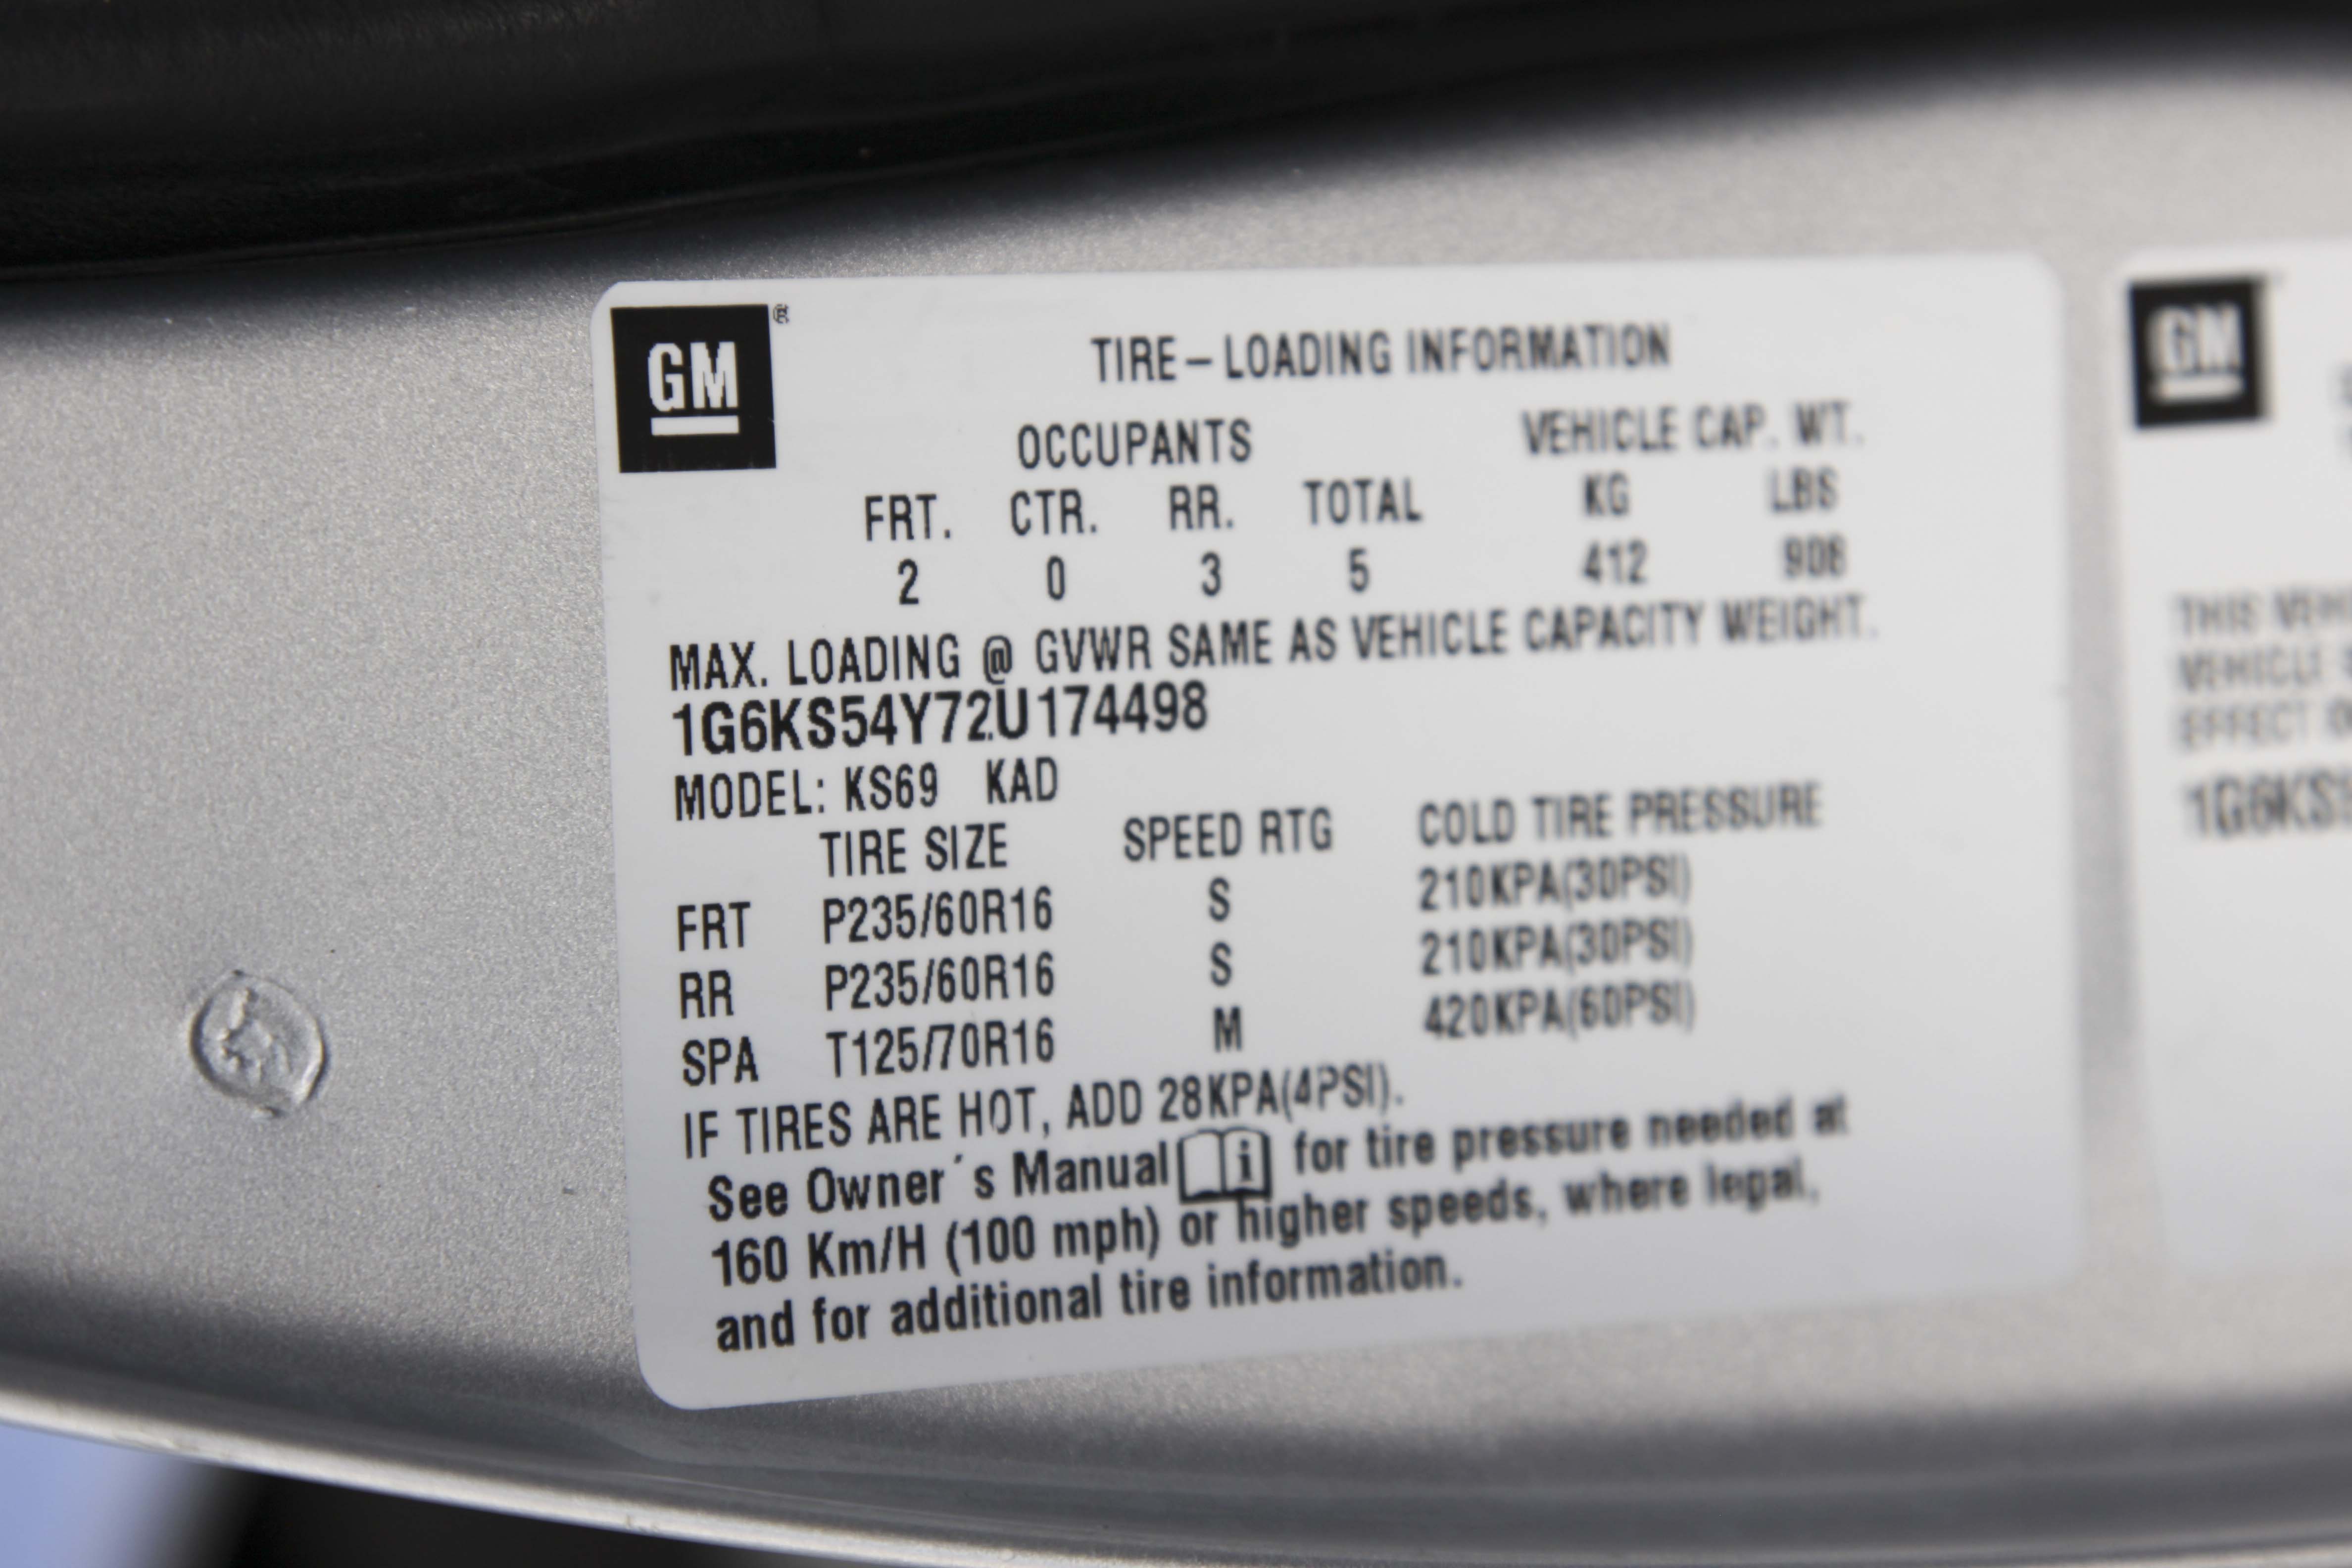 GM®
TIRE – LOADING INFORMATION
OCCUPANTS VEHICLE CAP. WT.
FRT. CTR. RR. TOTAL KG LBS
2 0 3 5 412 908
MAX. LOADING @ GVWR SAME AS VEHICLE CAPACITY WEIGHT.
1G6KS54Y72U174498
MODEL: KS69 KAD
TIRE SIZE SPEED RTG COLD TIRE PRESSURE
FRT P235/60R16 S 210KPA(30PSI)
RR P235/60R16 S 210KPA(30PSI)
SPA T125/70R16 M 420KPA(60PSI)
IF TIRES ARE HOT, ADD 28KPA(4PSI).
See Owner´s Manual i for tire pressure needed at
160 Km/H (100 mph) or higher speeds, where legal,
and for additional tire information.
GM
THIS
VEHICLE
EFFECT
1G6KS